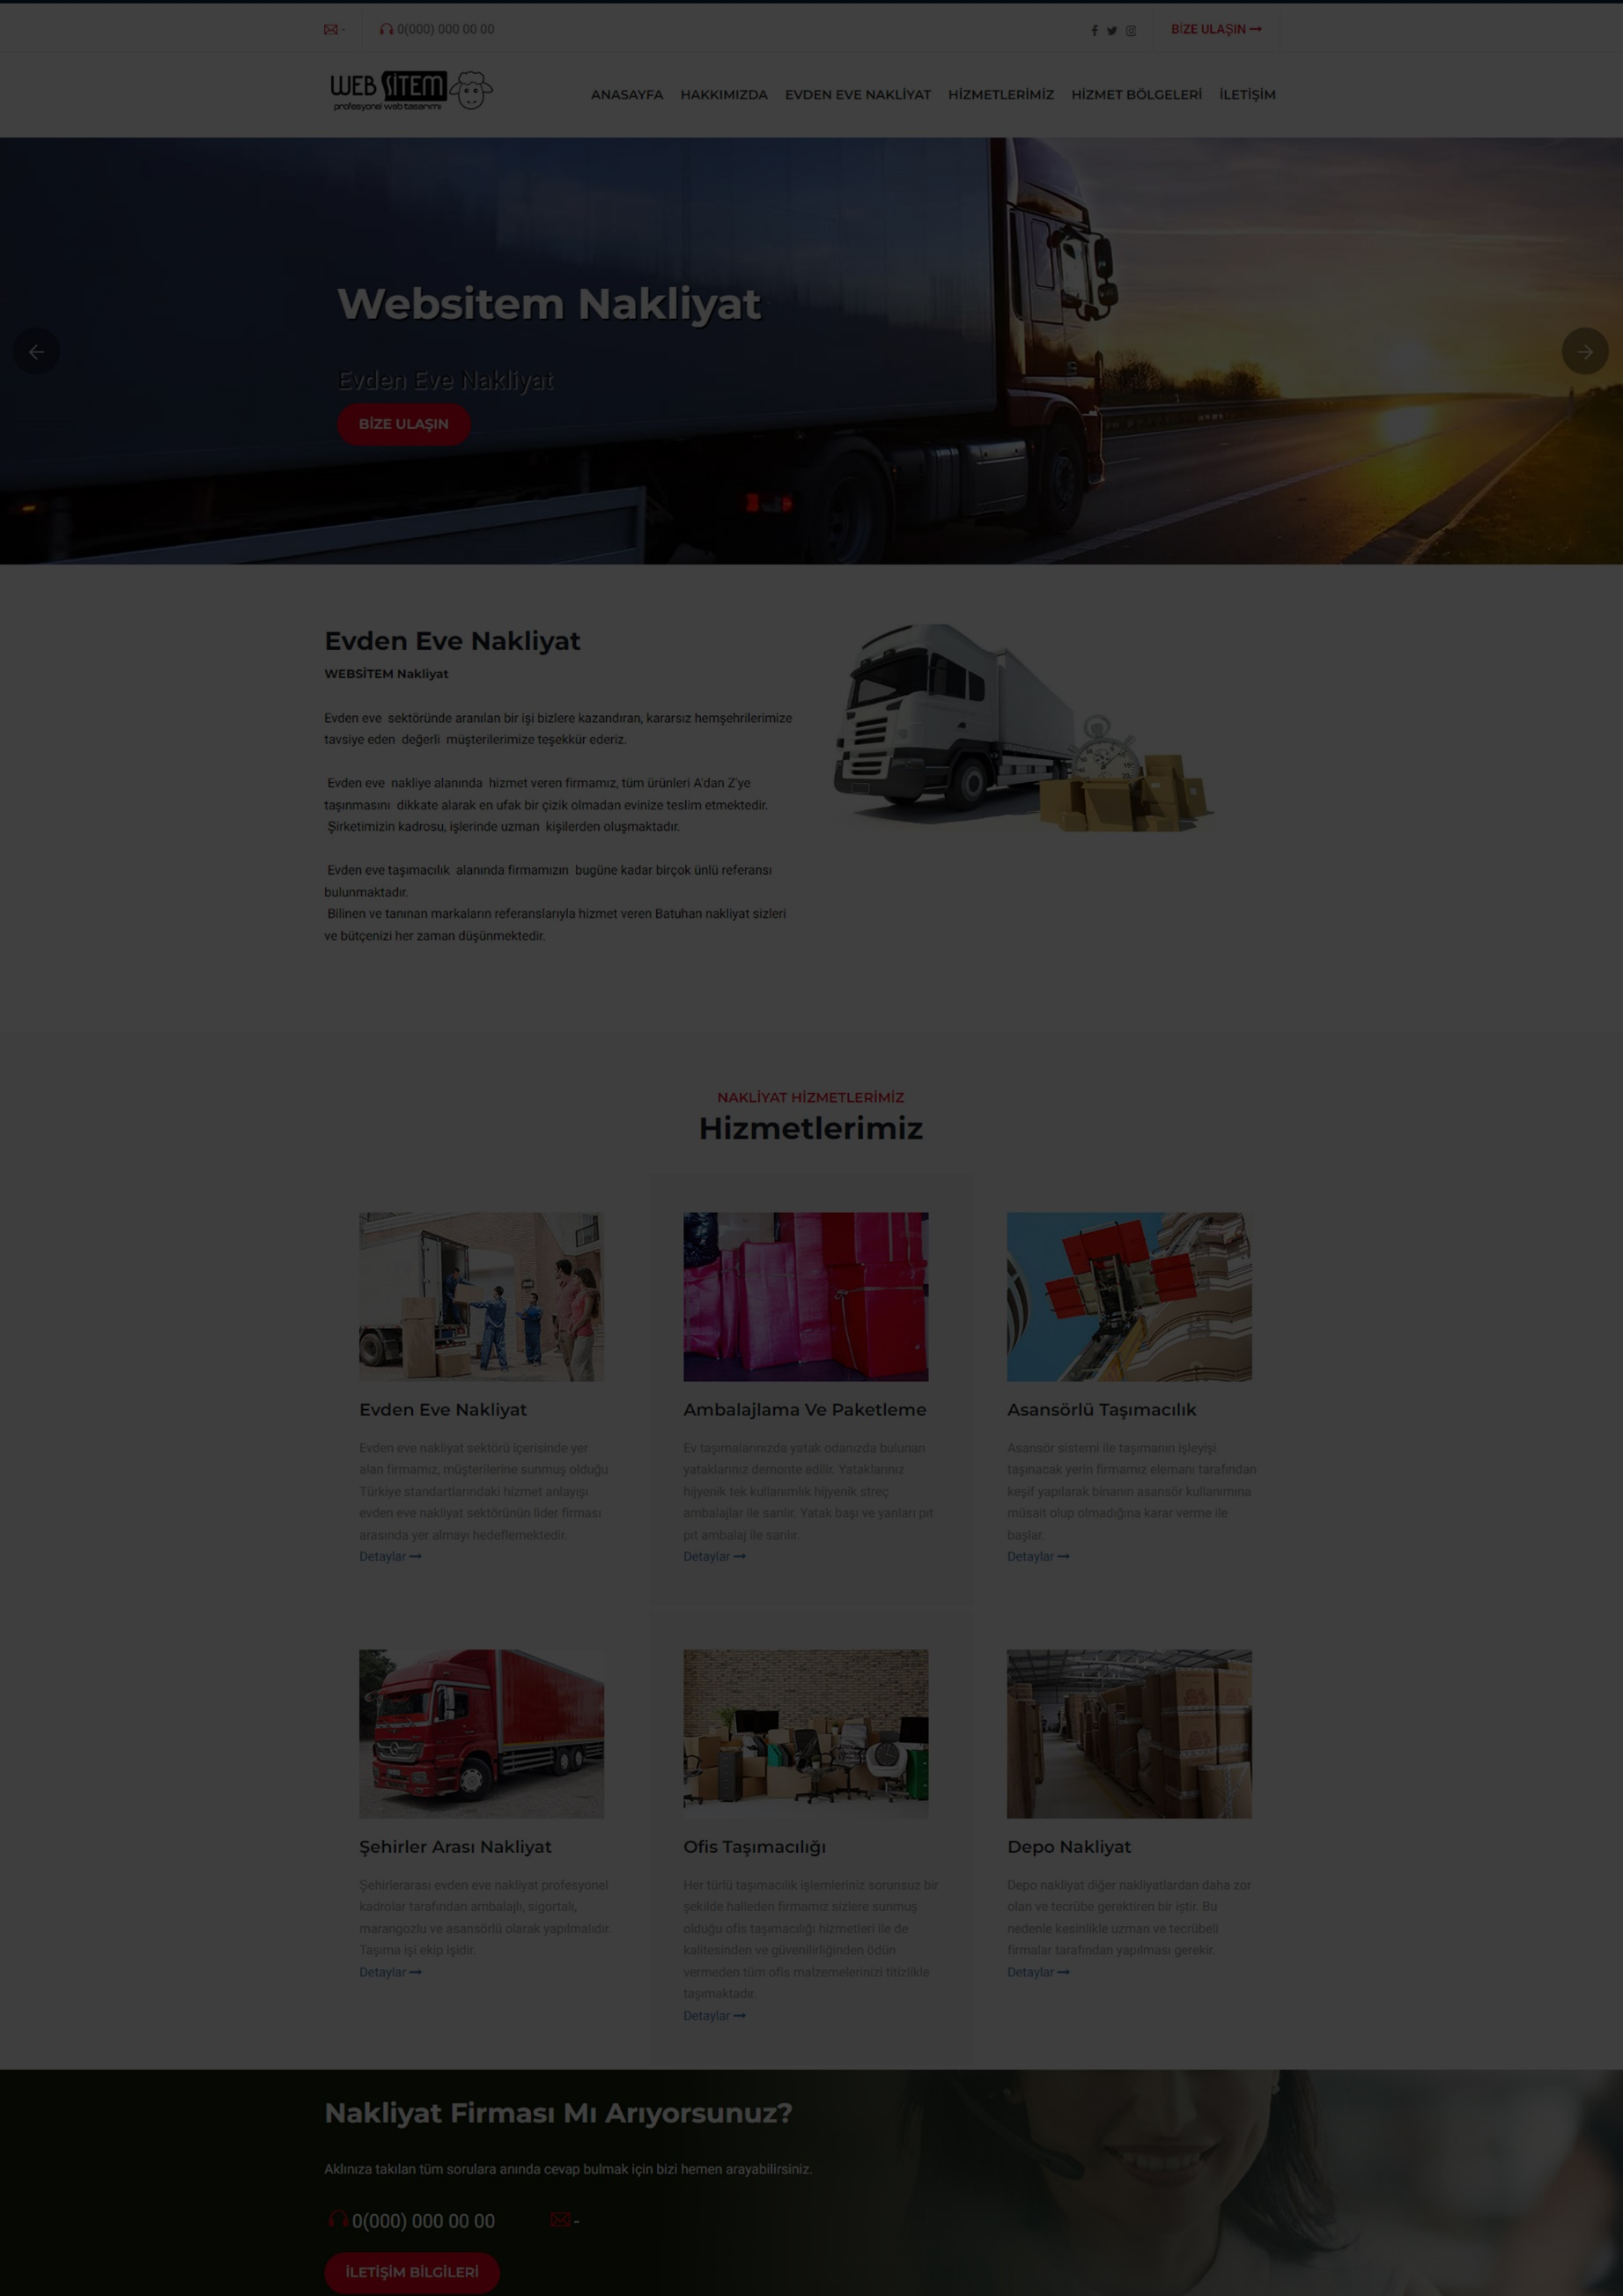 -
0(000) 000 00 00
BİZE ULAŞIN
WEB SİTEM
profesyonel web tasarımı
ANASAYFA HAKKIMIZDA EVDEN EVE NAKLİYAT HİZMETLERİMİZ HİZMET BÖLGELERİ İLETİŞİM
Websitem Nakliyat
Evden Eve Nakliyat
BİZE ULAŞIN
Evden Eve Nakliyat
WEBSİTEM Nakliyat
Evden eve sektöründe aranılan bir işi bizlere kazandıran, kararsız hemşehrilerimize
tavsiye eden değerli müşterilerimize teşekkür ederiz.
Evden eve nakliye alanında hizmet veren firmamız, tüm ürünleri A'dan Z'ye
taşınmasını dikkate alarak en ufak bir çizik olmadan evinize teslim etmektedir.
Şirketimizin kadrosu, işlerinde uzman kişilerden oluşmaktadır.
Evden eve taşımacılık alanında firmamızın bugüne kadar birçok ünlü referansı
bulunmaktadır.
Bilinen ve tanınan markaların referanslarıyla hizmet veren Batuhan nakliyat sizleri
ve bütçenizi her zaman düşünmektedir.
NAKLİYAT HİZMETLERİMİZ
Hizmetlerimiz
Evden Eve Nakliyat
Evden eve nakliyat sektörü içerisinde yer
alan firmamız, müşterilerine sunmuş olduğu
Türkiye standartlarındaki hizmet anlayışı
evden eve nakliyat sektörünün lider firması
arasında yer almayı hedeflemektedir.
Detaylar
Ambalajlama Ve Paketleme
Ev taşımalarınızda yatak odanızda bulunan
yataklarınız demonte edilir. Yataklarınız
hijyenik tek kullanımlık hijyenik streç
ambalajlar ile sarılır. Yatak başı ve yanları pıt
pıt ambalaj ile sarılır.
Detaylar
Asansörlü Taşımacılık
Asansör sistemi ile taşımanın işleyişi
taşınacak yerin firmamız elemanı tarafından
keşif yapılarak binanın asansör kullanımına
müsait olup olmadığına karar verme ile
başlar.
Detaylar
Şehirler Arası Nakliyat
Şehirlerarası evden eve nakliyat profesyonel
kadrolar tarafından ambalajlı, sigortalı,
marangozlu ve asansörlü olarak yapılmalıdır.
Taşıma işi ekip işidir.
Detaylar
Ofis Taşımacılığı
Her türlü taşımacılık işlemleriniz sorunsuz bir
şekilde halleden firmamız sizlere sunmuş
olduğu ofis taşımacılığı hizmetleri ile de
kalitesinden ve güvenilirliğinden ödün
vermeden tüm ofis malzemelerinizi titizlikle
taşımaktadır.
Detaylar
Depo Nakliyat
Depo nakliyat diğer nakliyatlardan daha zor
olan ve tecrübe gerektiren bir iştir. Bu
nedenle kesinlikle uzman ve tecrübeli
firmalar tarafından yapılması gerekir.
Detaylar
Nakliyat Firması Mı Arıyorsunuz?
Aklınıza takılan tüm sorulara anında cevap bulmak için bizi hemen arayabilirsiniz.
0(000) 000 00 00 -
İLETİŞİM BİLGİLERİ